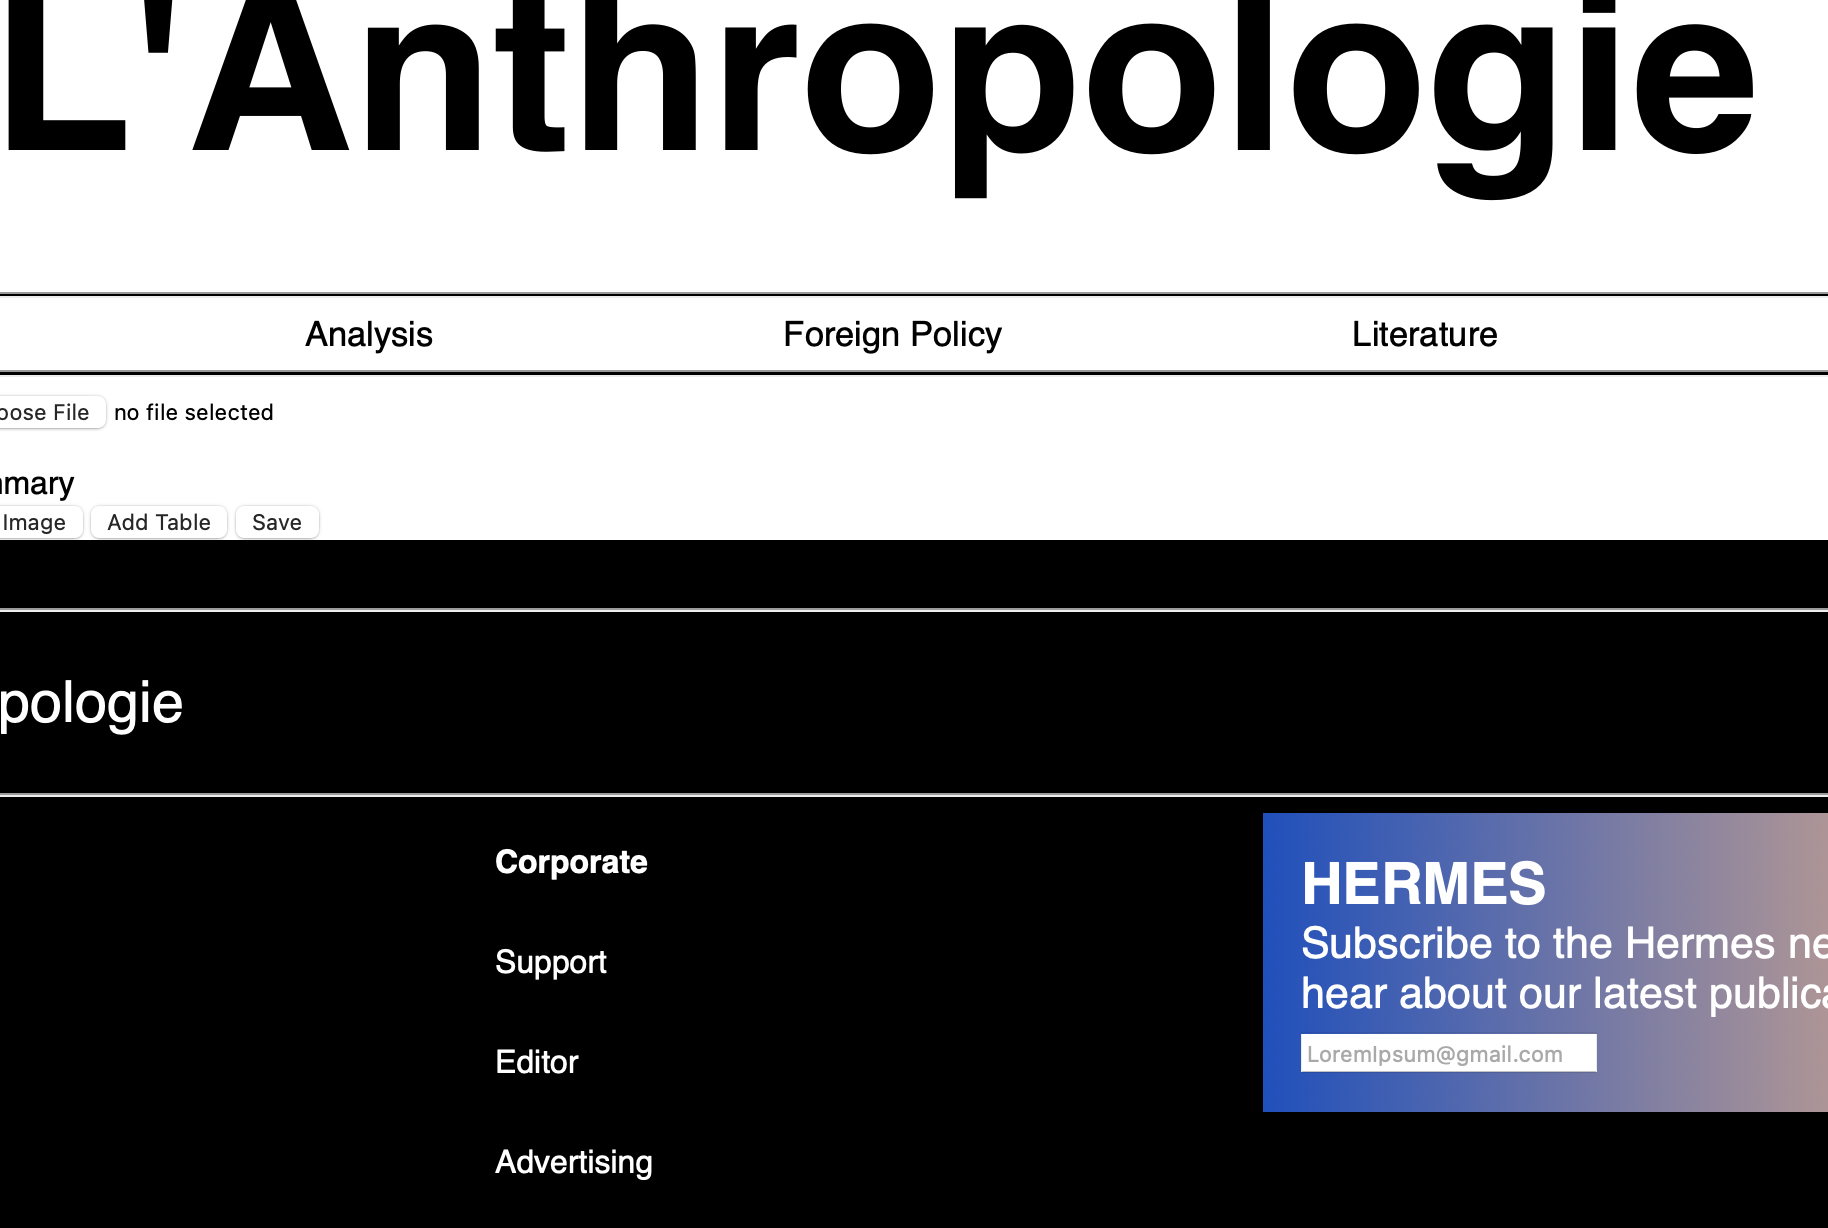 L'Anthropologie
Analysis Foreign Policy Literature
oose File no file selected
mary
Image Add Table Save
pologie
Corporate
HERMES
Support
Subscribe to the Hermes ne
hear about our latest publica
Editor
LoremIpsum@gmail.com
Advertising